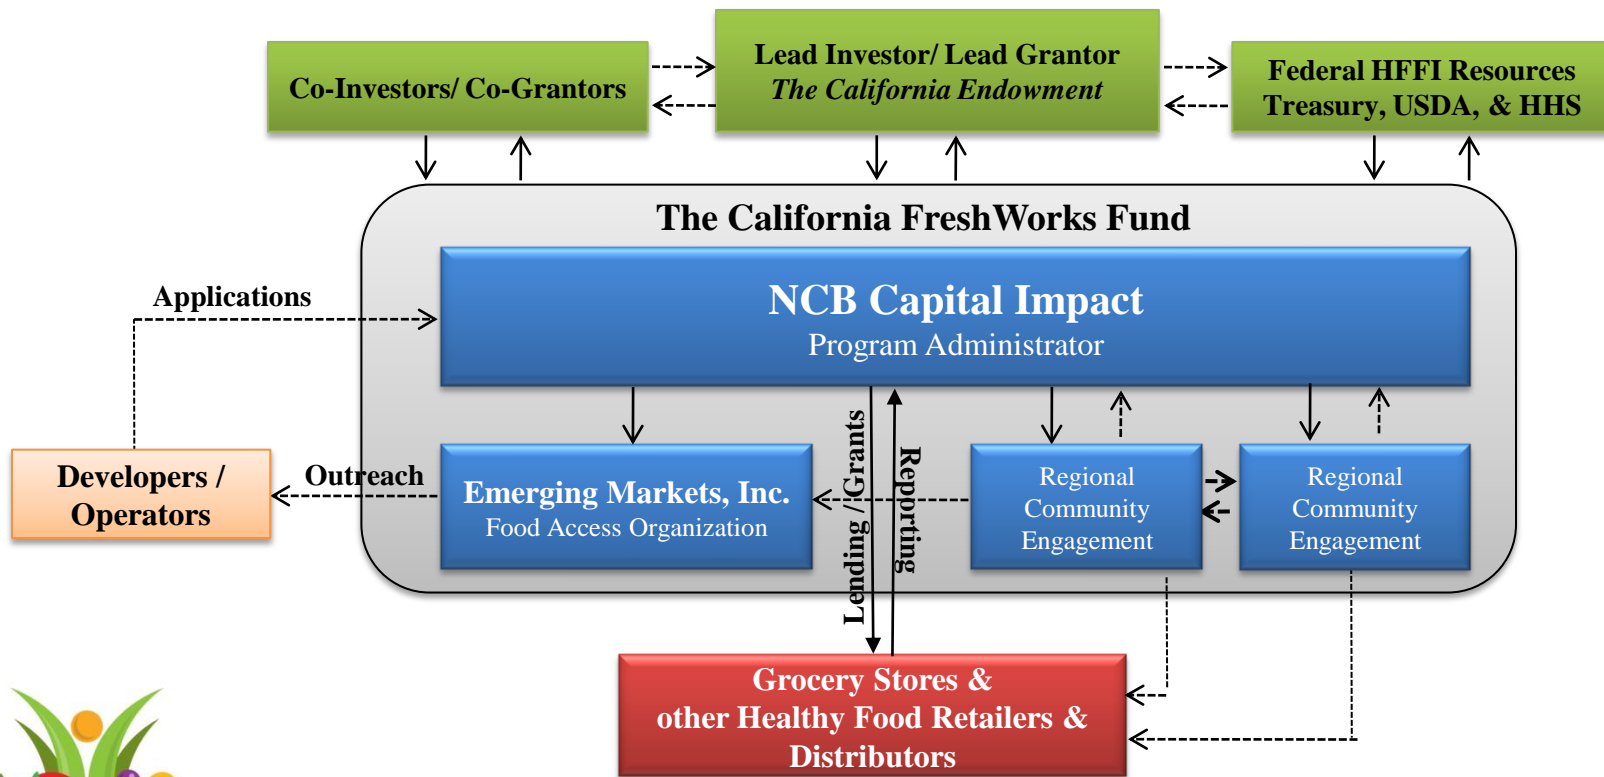 Co-Investors/ Co-Grantors
Lead Investor/ Lead Grantor
The California Endowment
Federal HFFI Resources
Treasury, USDA, & HHS
The California FreshWorks Fund
NCB Capital Impact
Program Administrator
Applications
Developers /
Operators
Outreach
Emerging Markets, Inc.
Food Access Organization
Lending /Grants
Reporting
Regional
Community
Engagement
Regional
Community
Engagement
Grocery Stores &
other Healthy Food Retailers &
Distributors